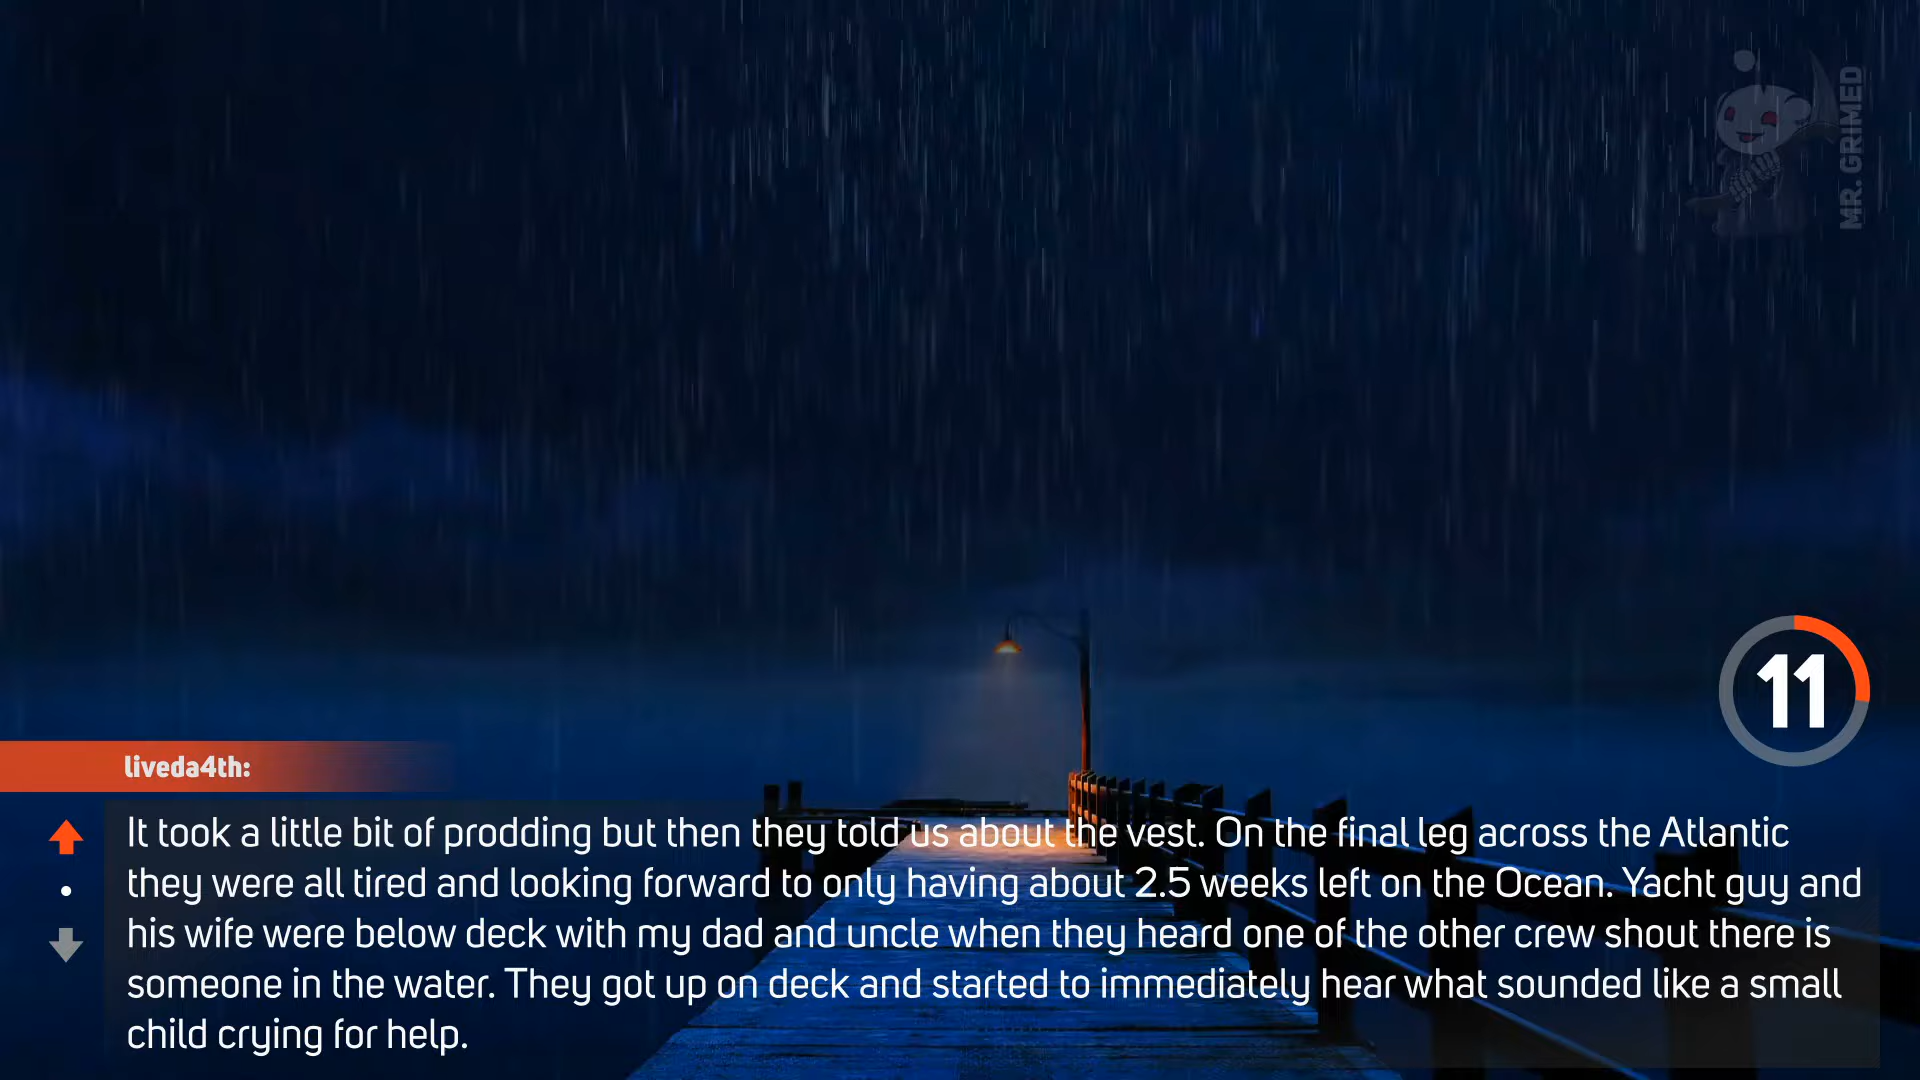 MR. GRIMED
11
liveda4th:
It took a little bit of prodding but then they told us about the vest. On the final leg across the Atlantic
they were all tired and looking forward to only having about 2.5 weeks left on the Ocean. Yacht guy and
his wife were below deck with my dad and uncle when they heard one of the other crew shout there is
someone in the water. They got up on deck and started to immediately hear what sounded like a small
child crying for help.